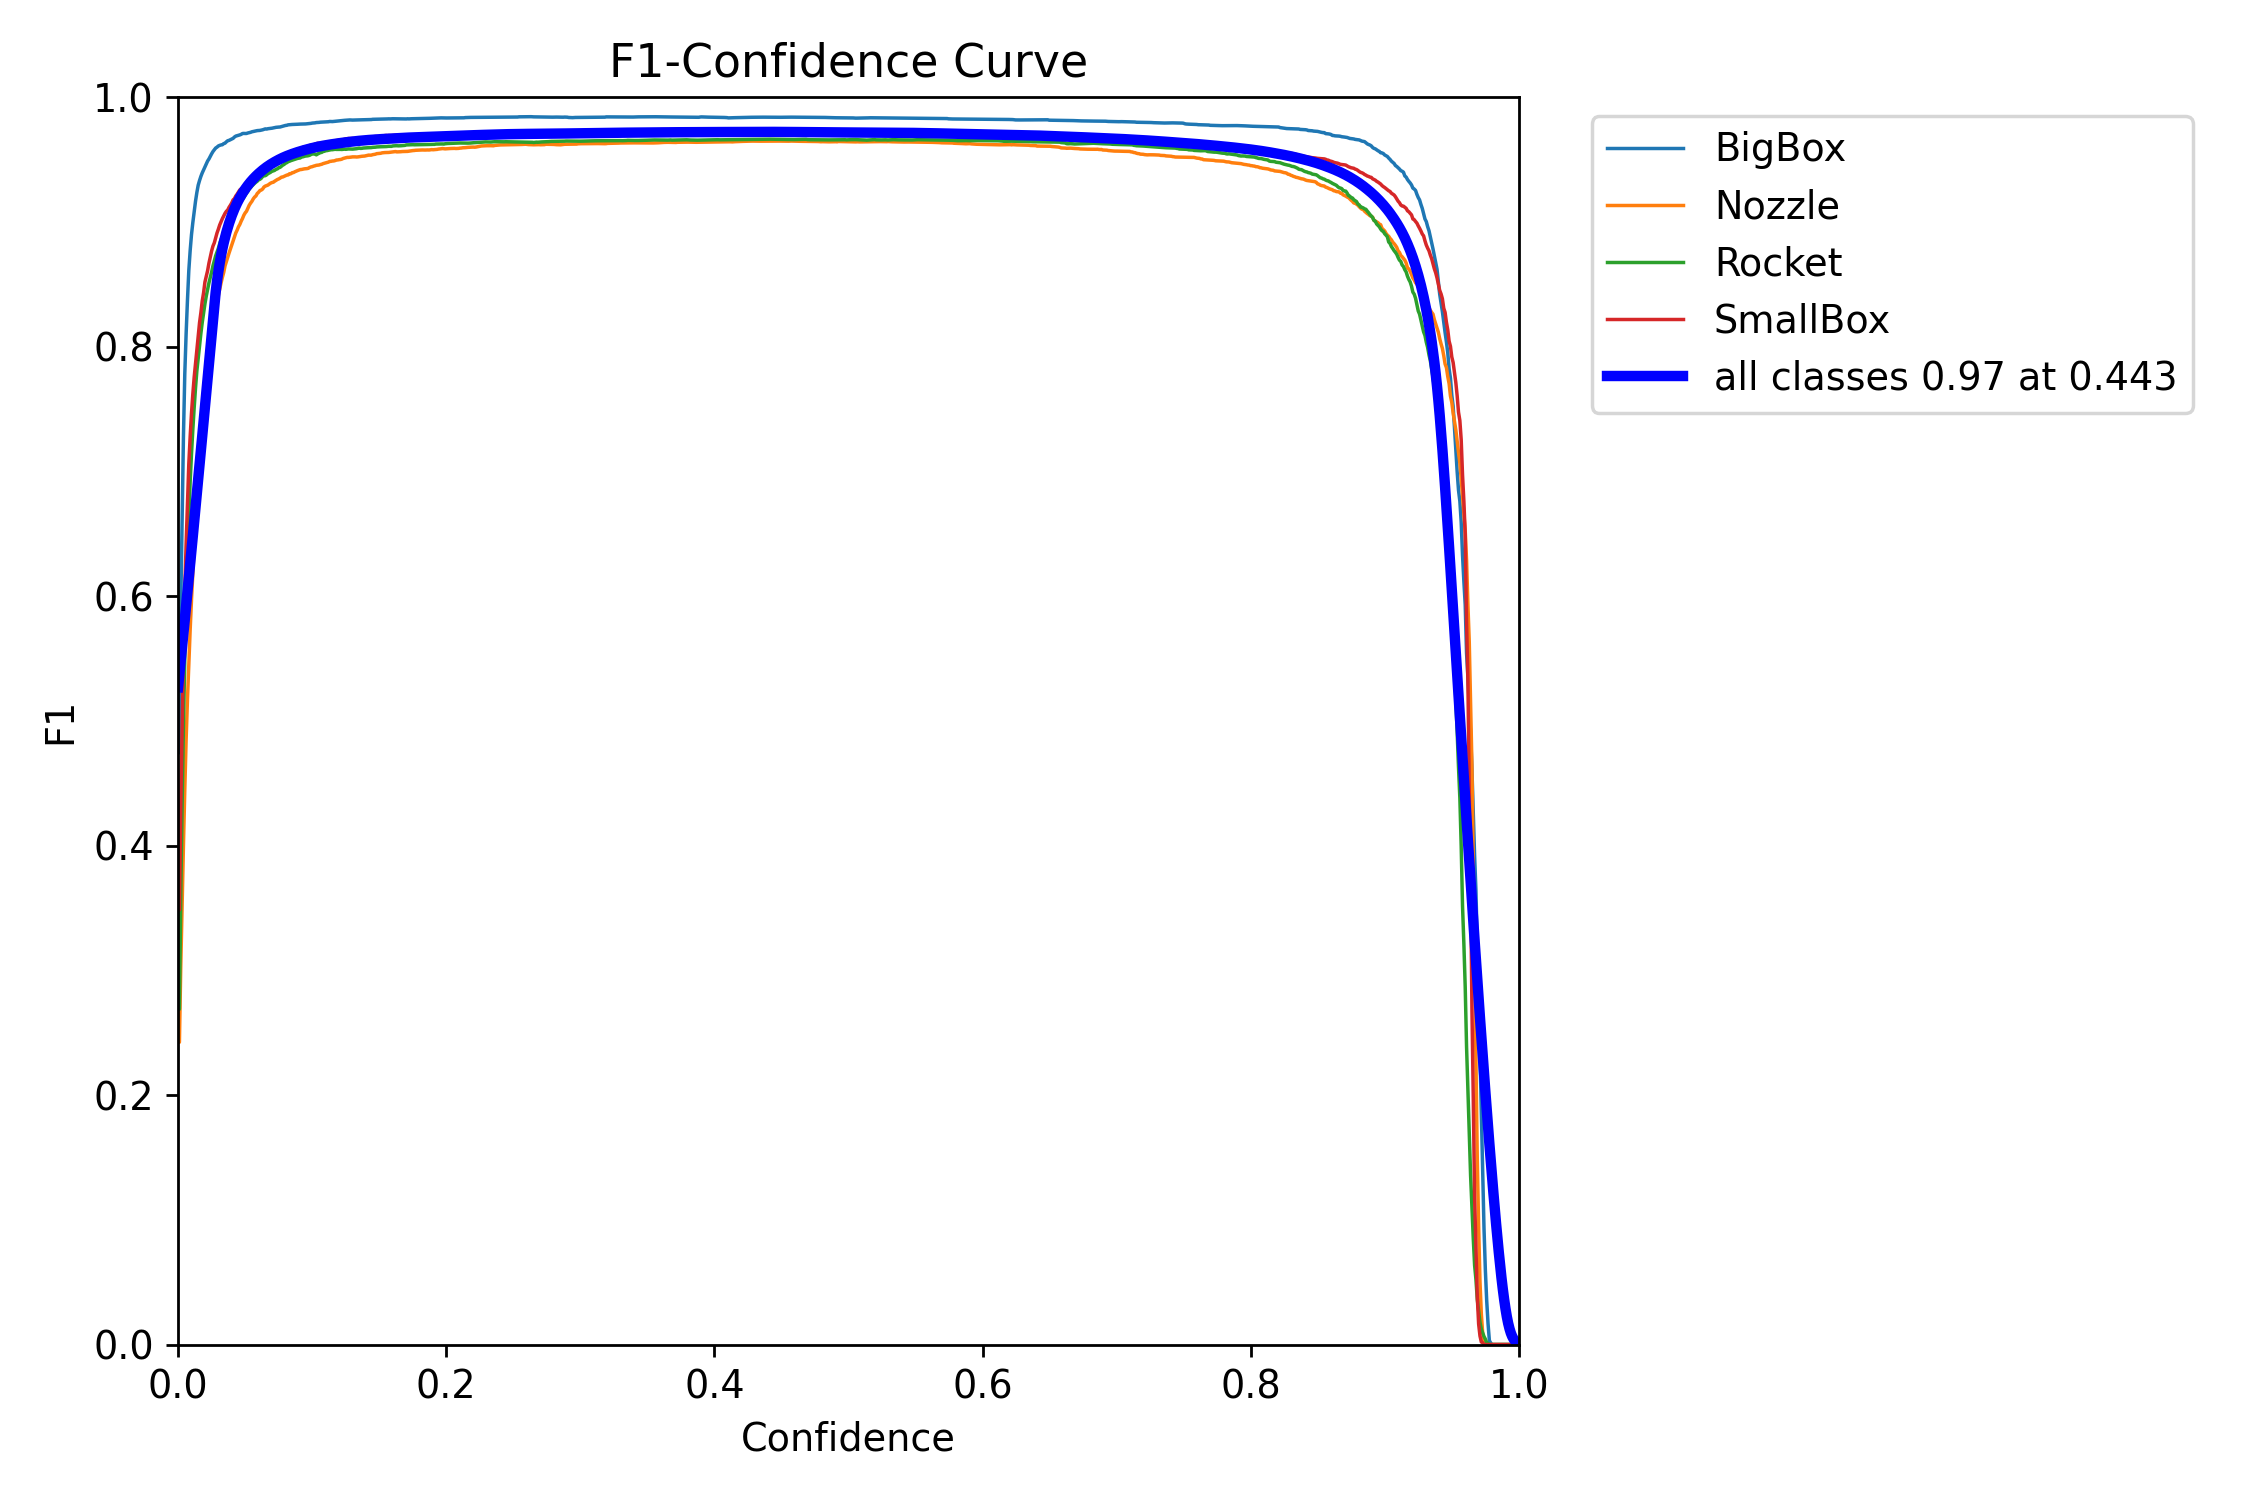 F1-Confidence Curve
1.0
0.8
0.6
0.4
0.2
0.0
F1
0.0 0.2 0.4 0.6 0.8 1.0
Confidence
BigBox
Nozzle
Rocket
SmallBox
all classes 0.97 at 0.443